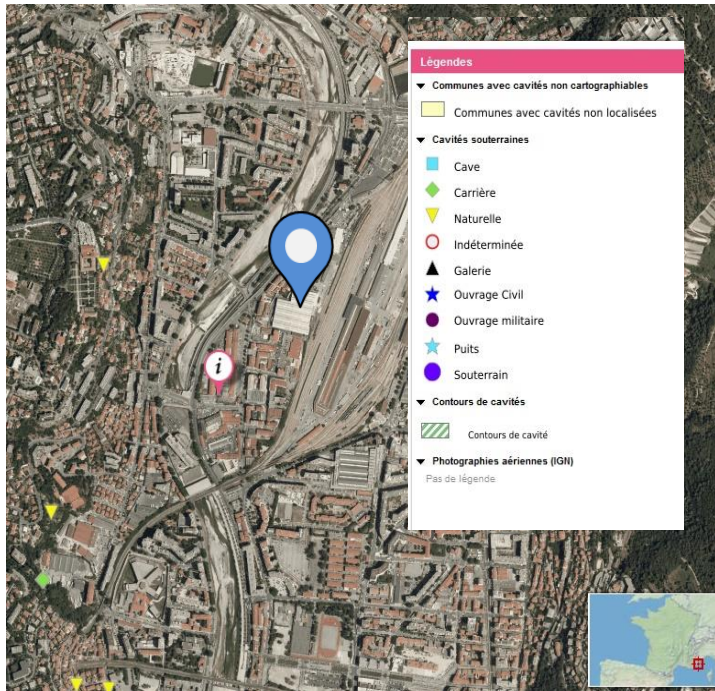 Légendes
Communes avec cavités non cartographiables
Communes avec cavités non localisées
Cavités souterraines
Cave
Carrière
Naturelle
Indéterminée
Galerie
Ouvrage Civil
Ouvrage militaire
Puits
Souterrain
Contours de cavités
Contours de cavité
Photographies aériennes (IGN)
Pas de légende
i